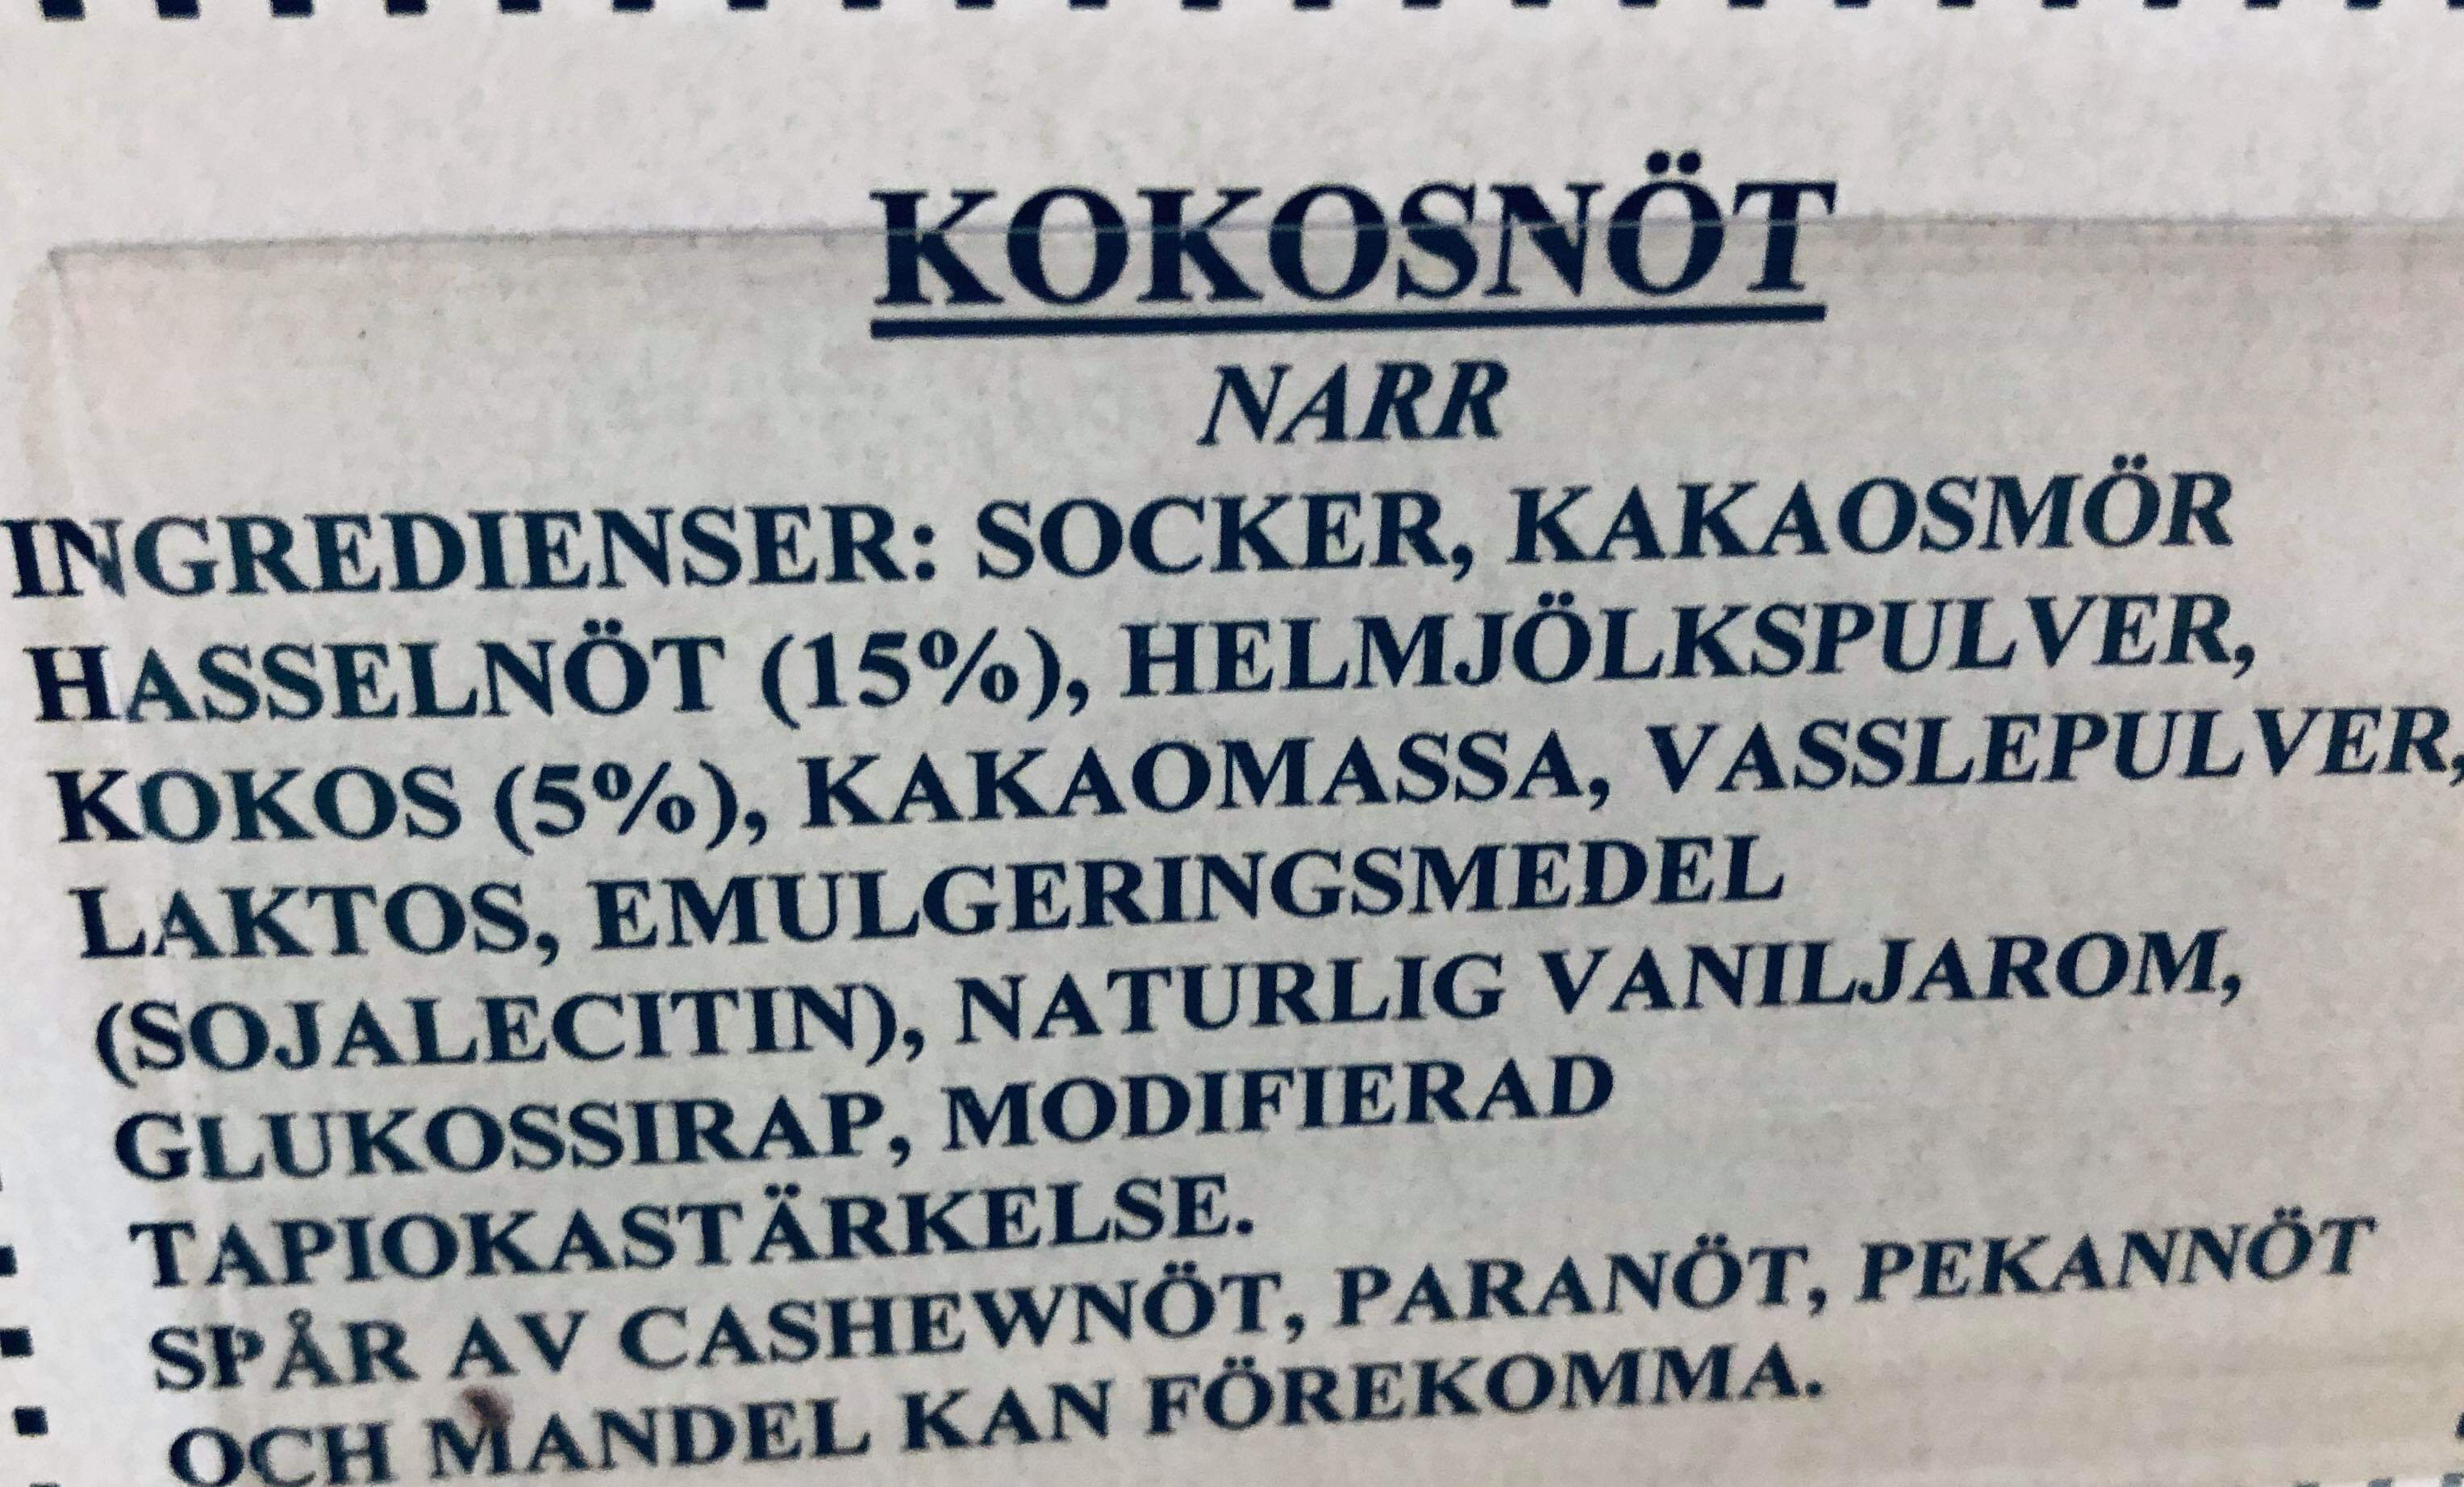 KOKOSNÖT
NARR
INGREDIENSER: SOCKER, KAKAOSMÖR
HASSELNÖT (15%), HELMJÖLKSPULVER,
KOKOS (5%), KAKAOMASSA, VASSLEPULVER,
LAKTOS, EMULGERINGSMEDEL
(SOJALECITIN), NATURLIG VANILJAROM,
GLUKOSSIRAP, MODIFIERAD
TAPIOKASTÄRKELSE.
SPÅR AV CASHEWNÖT, PARANÖT, PEKANNÖT
OCH MANDEL KAN FÖREKOMMA.